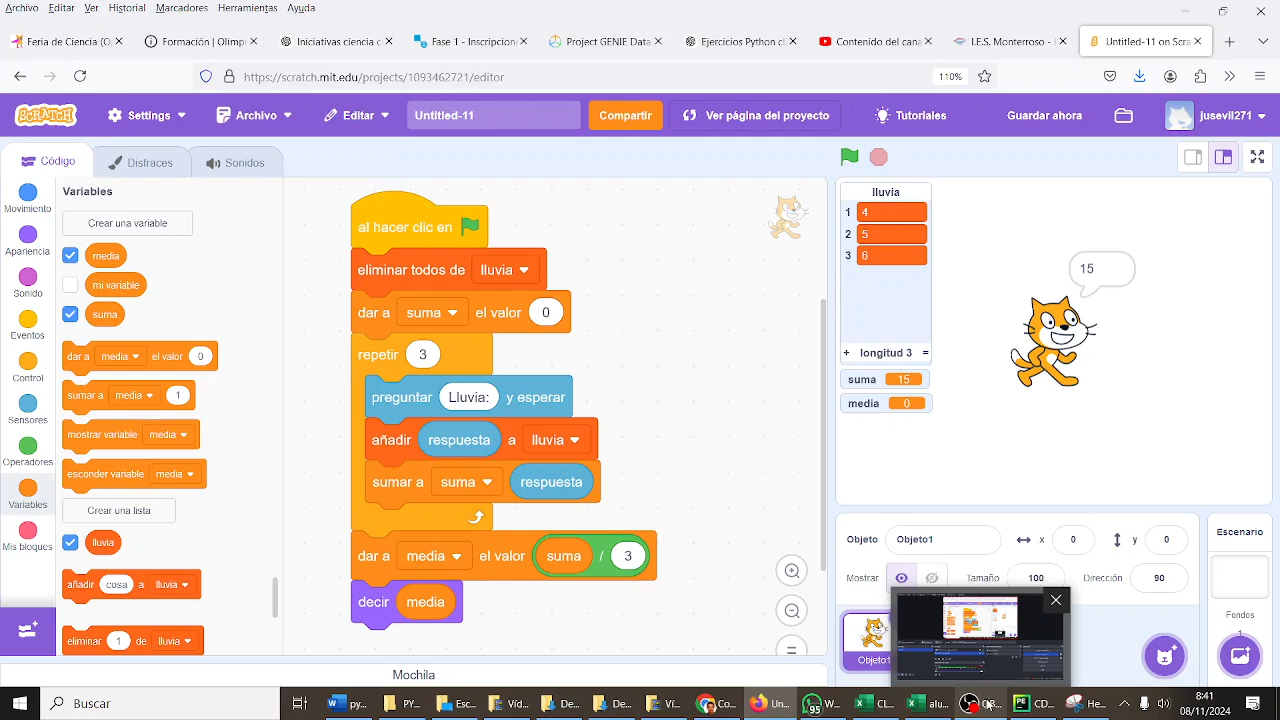 Archivo Editar Ver Historial Marcadores Herramientas Ayuda
Feria de Ciencia (O:
Formación | Olimpi
Iniciativas ciencia c
Fase 1 - Inscripcion:
Project GENIE Data
Ejercicios Python cl
Contenido del cana
I.E.S. Monterroso - I
Untitled-11 on Scra
https://scratch.mit.edu/projects/1093462721/editor
110%
SCRATCH
Settings
Archivo
Editar
Untitled-11
Compartir
Ver página del proyecto
Tutoriales
Guardar ahora
lusevil271
Código
Disfraces
Sonidos
Movimiento
Apariencia
Sonido
Eventos
Control
Sensores
Operadores
Variables
Mis bloques
Variables
Crear una variable
media
mi variable
suma
dar a media el valor 0
sumar a media 1
mostrar variable media
esconder variable media
Crear una lista
lluvia
añadir cosa a lluvia
eliminar 1 de lluvia
al hacer clic en
eliminar todos de lluvia
dar a suma el valor 0
repetir 3
preguntar Lluvia: y esperar
añadir respuesta a lluvia
sumar a suma respuesta
dar a media el valor suma / 3
decir media
Mochila
lluvia
1 4
2 5
3 6
+ longitud 3 =
suma 15
media 0
15
Objeto
Objeto1
x 0
y 0
Mostrar
Tamaño 100
Dirección 90
Escenario
Objeto1
Buscar
95
9:41
08/11/2024